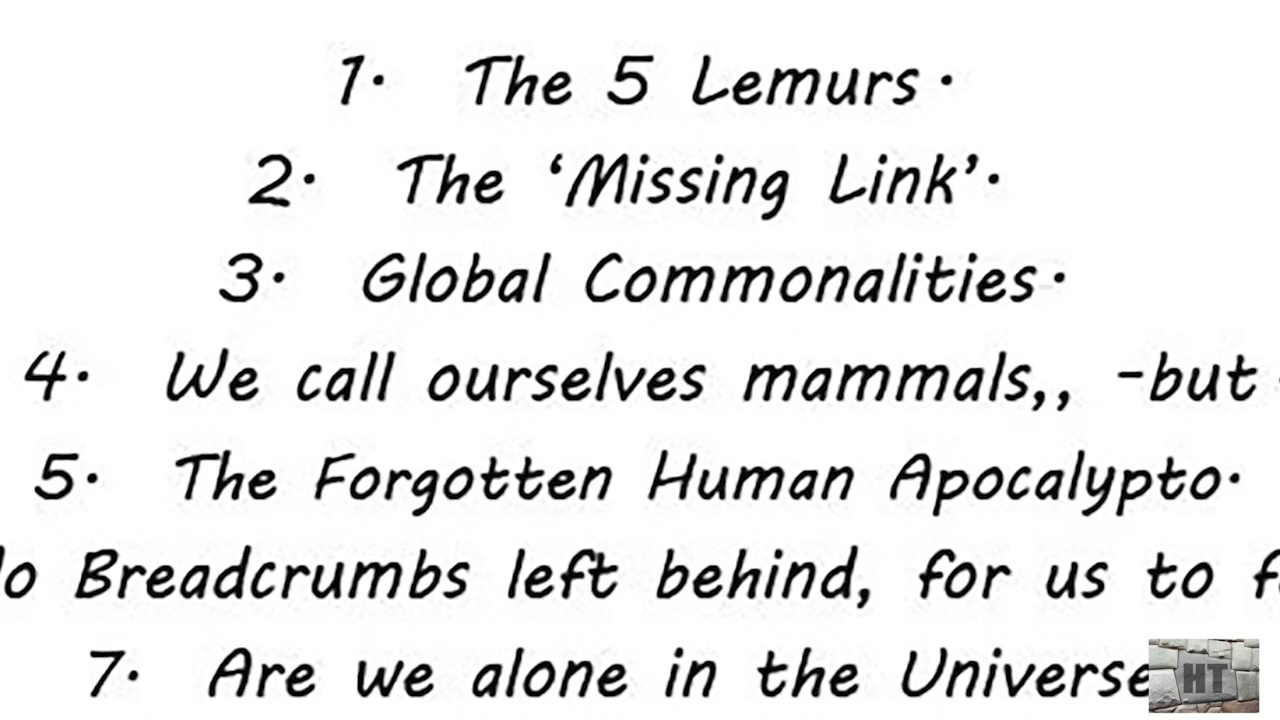 1. The 5 Lemurs.
2. The ‘Missing Link’.
3. Global Commonalities.
4. We call ourselves mammals,, -but
5. The Forgotten Human Apocalypto.
Breadcrumbs left behind, for us to
7. Are we alone in the Universe
HT